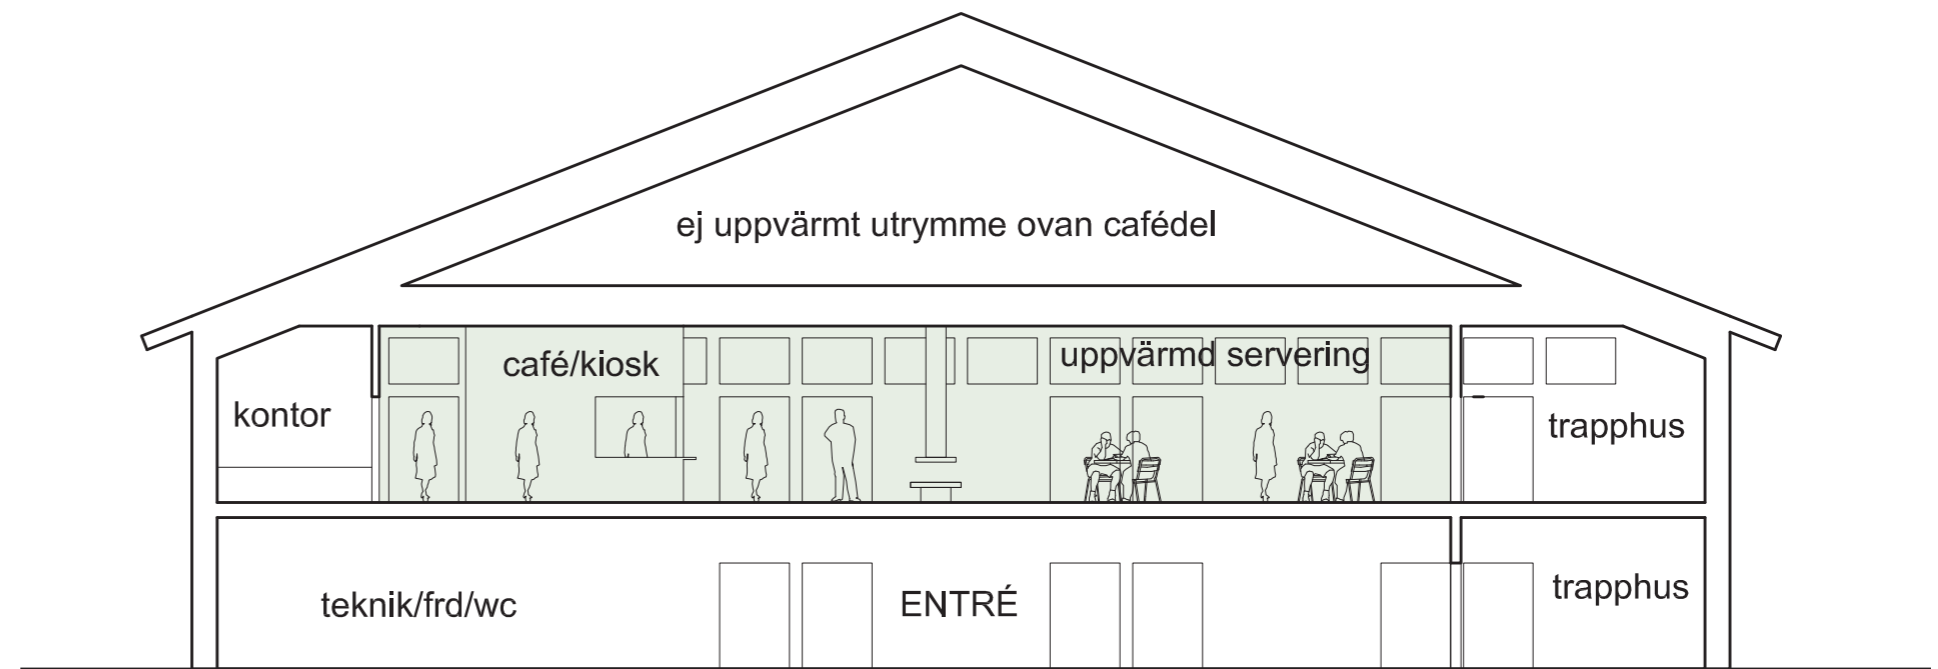 ej uppvärmt utrymme ovan cafédel
café/kiosk
uppvärmd servering
kontor
trapphus
teknik/frd/wc
ENTRÉ
trapphus